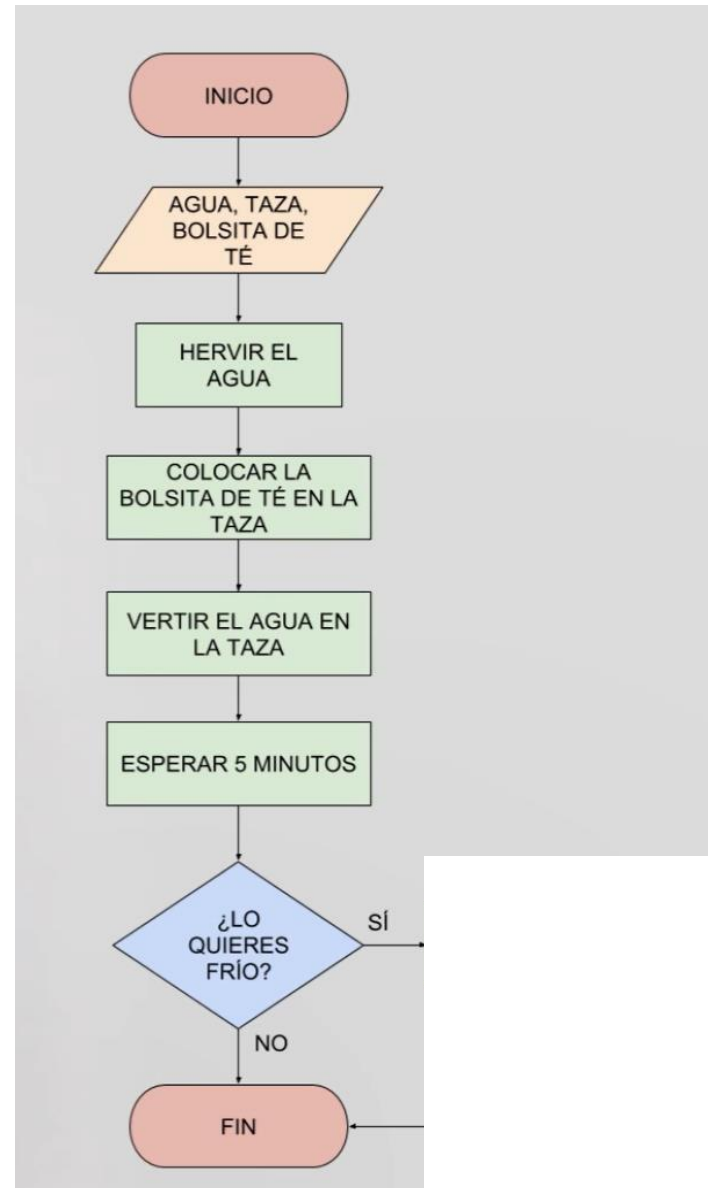 INICIO
AGUA, TAZA,
BOLSITA DE
TÉ
HERVIR EL
AGUA
COLOCAR LA
BOLSITA DE TÉ EN LA
TAZA
VERTIR EL AGUA EN
LA TAZA
ESPERAR 5 MINUTOS
¿LO
QUIERES
FRÍO?
SÍ
NO
FIN